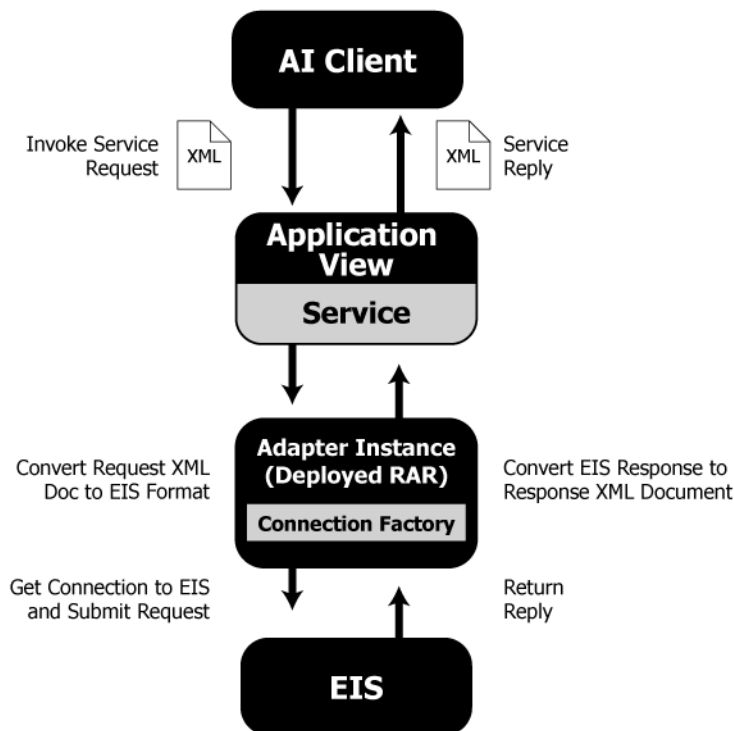 AI Client
Invoke Service
Request
XML
XML
Service
Reply
Application
View
Service
Adapter Instance
(Deployed RAR)
Connection Factory
Convert Request XML
Doc to EIS Format
Convert EIS Response to
Response XML Document
Get Connection to EIS
and Submit Request
Return
Reply
EIS